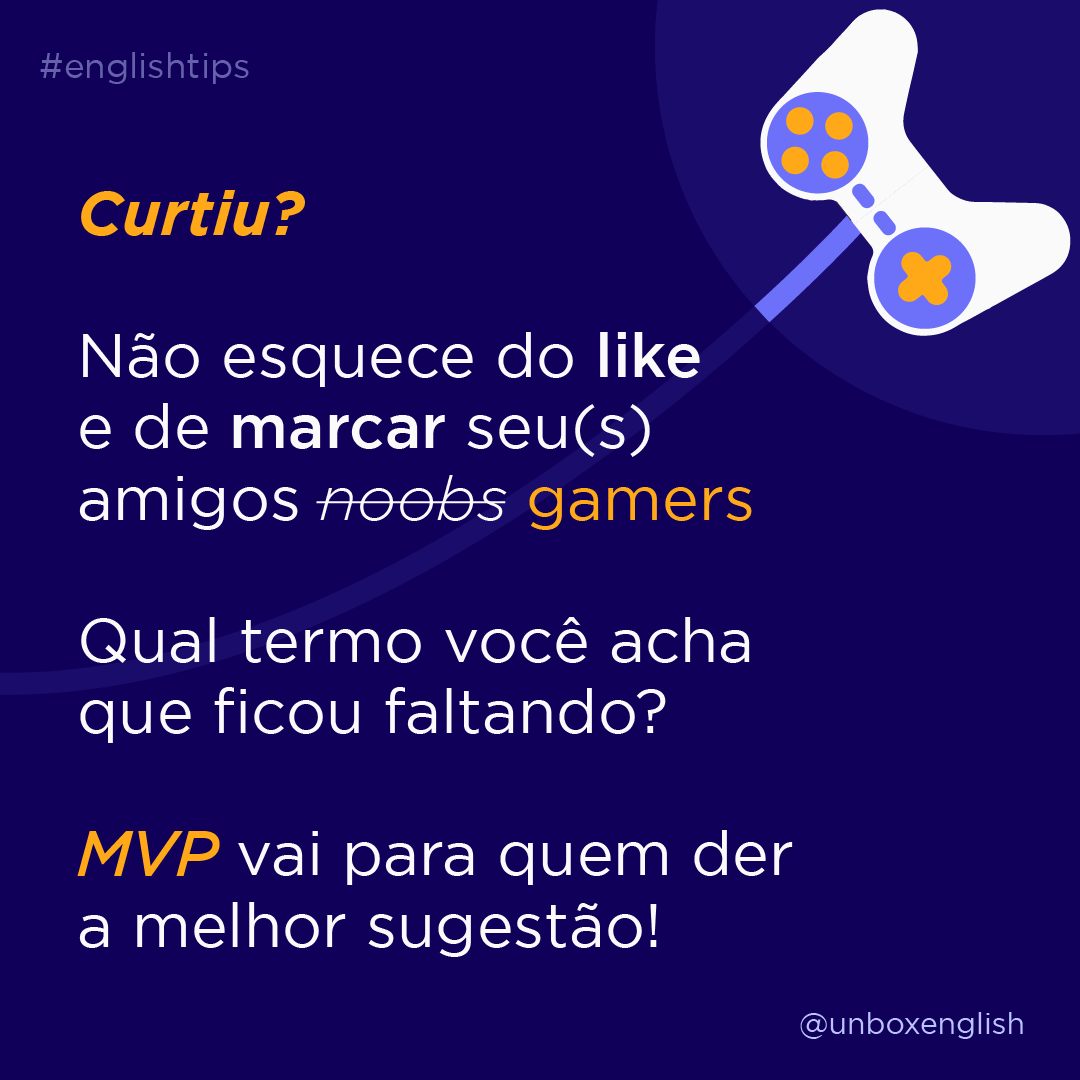 #englishtips
Curtiu?
Não esquece do like
e de marcar seu(s)
amigos noobs gamers
Qual termo você acha
que ficou faltando?
MVP vai para quem der
a melhor sugestão!
@unboxenglish